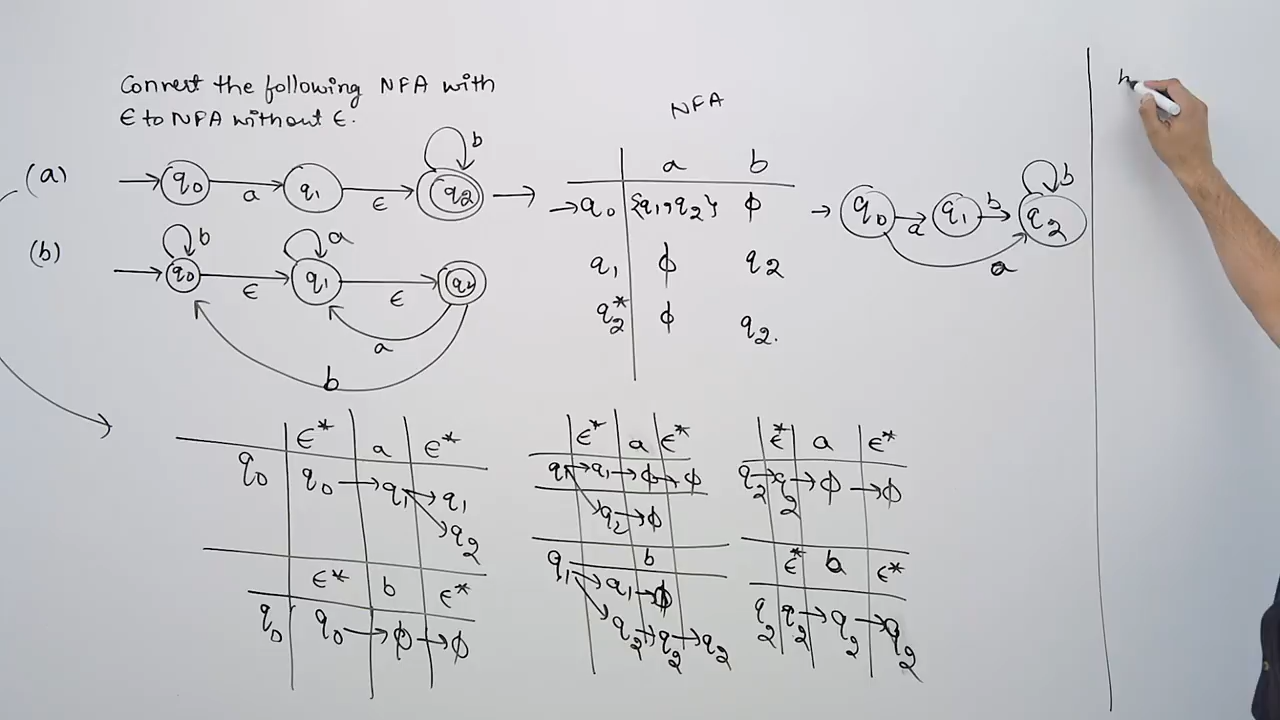 Convert the following NFA with
ε to NFA without ε.
(a)
q0 a q1 ε q2 b
(b)
b q0 ε a q1 ε q2
a
b
NFA
a b
→q0 {q1, q2} ϕ
q1 ϕ q2
q2* ϕ q2.
→ q0 a q1 b q2 b
a
ε* a ε*
q0 q0 → q1 → q1
→ q2
ε* b ε*
q0 q0 → ϕ → ϕ
ε* a ε*
q1 → q1 → ϕ → ϕ
→ q2 → ϕ
b
q1 → q1 → ϕ
→ q2 → q2 → q2
ε* a ε*
q2 → q2 → ϕ → ϕ
ε* b ε*
q2 q2 → q2 → q2